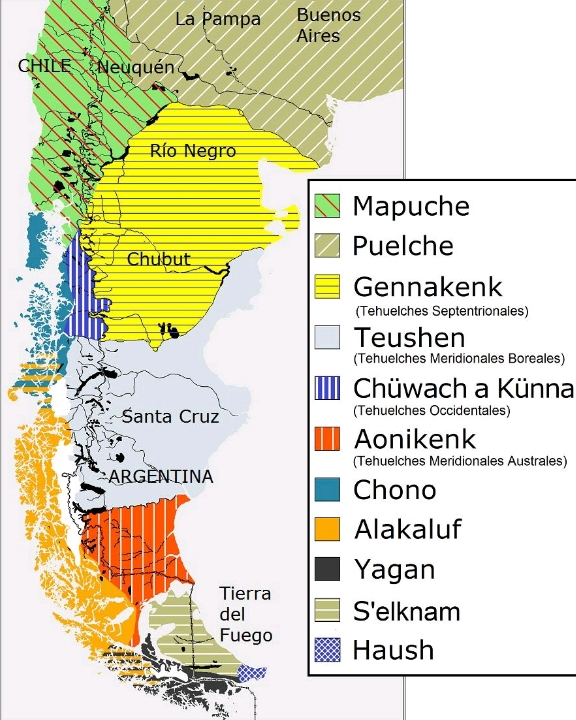 La Pampa
Buenos
Aires
CHILE
Neuquén
Río Negro
Chubut
Santa Cruz
ARGENTINA
Tierra
del
Fuego
Mapuche
Puelche
Gennakenk
(Tehuelches Septentrionales)
Teushen
(Tehuelches Meridionales Boreales)
Chüwach a Künna
(Tehuelches Occidentales)
Aonikenk
(Tehuelches Meridionales Australes)
Chono
Alakaluf
Yagan
S'elknam
Haush